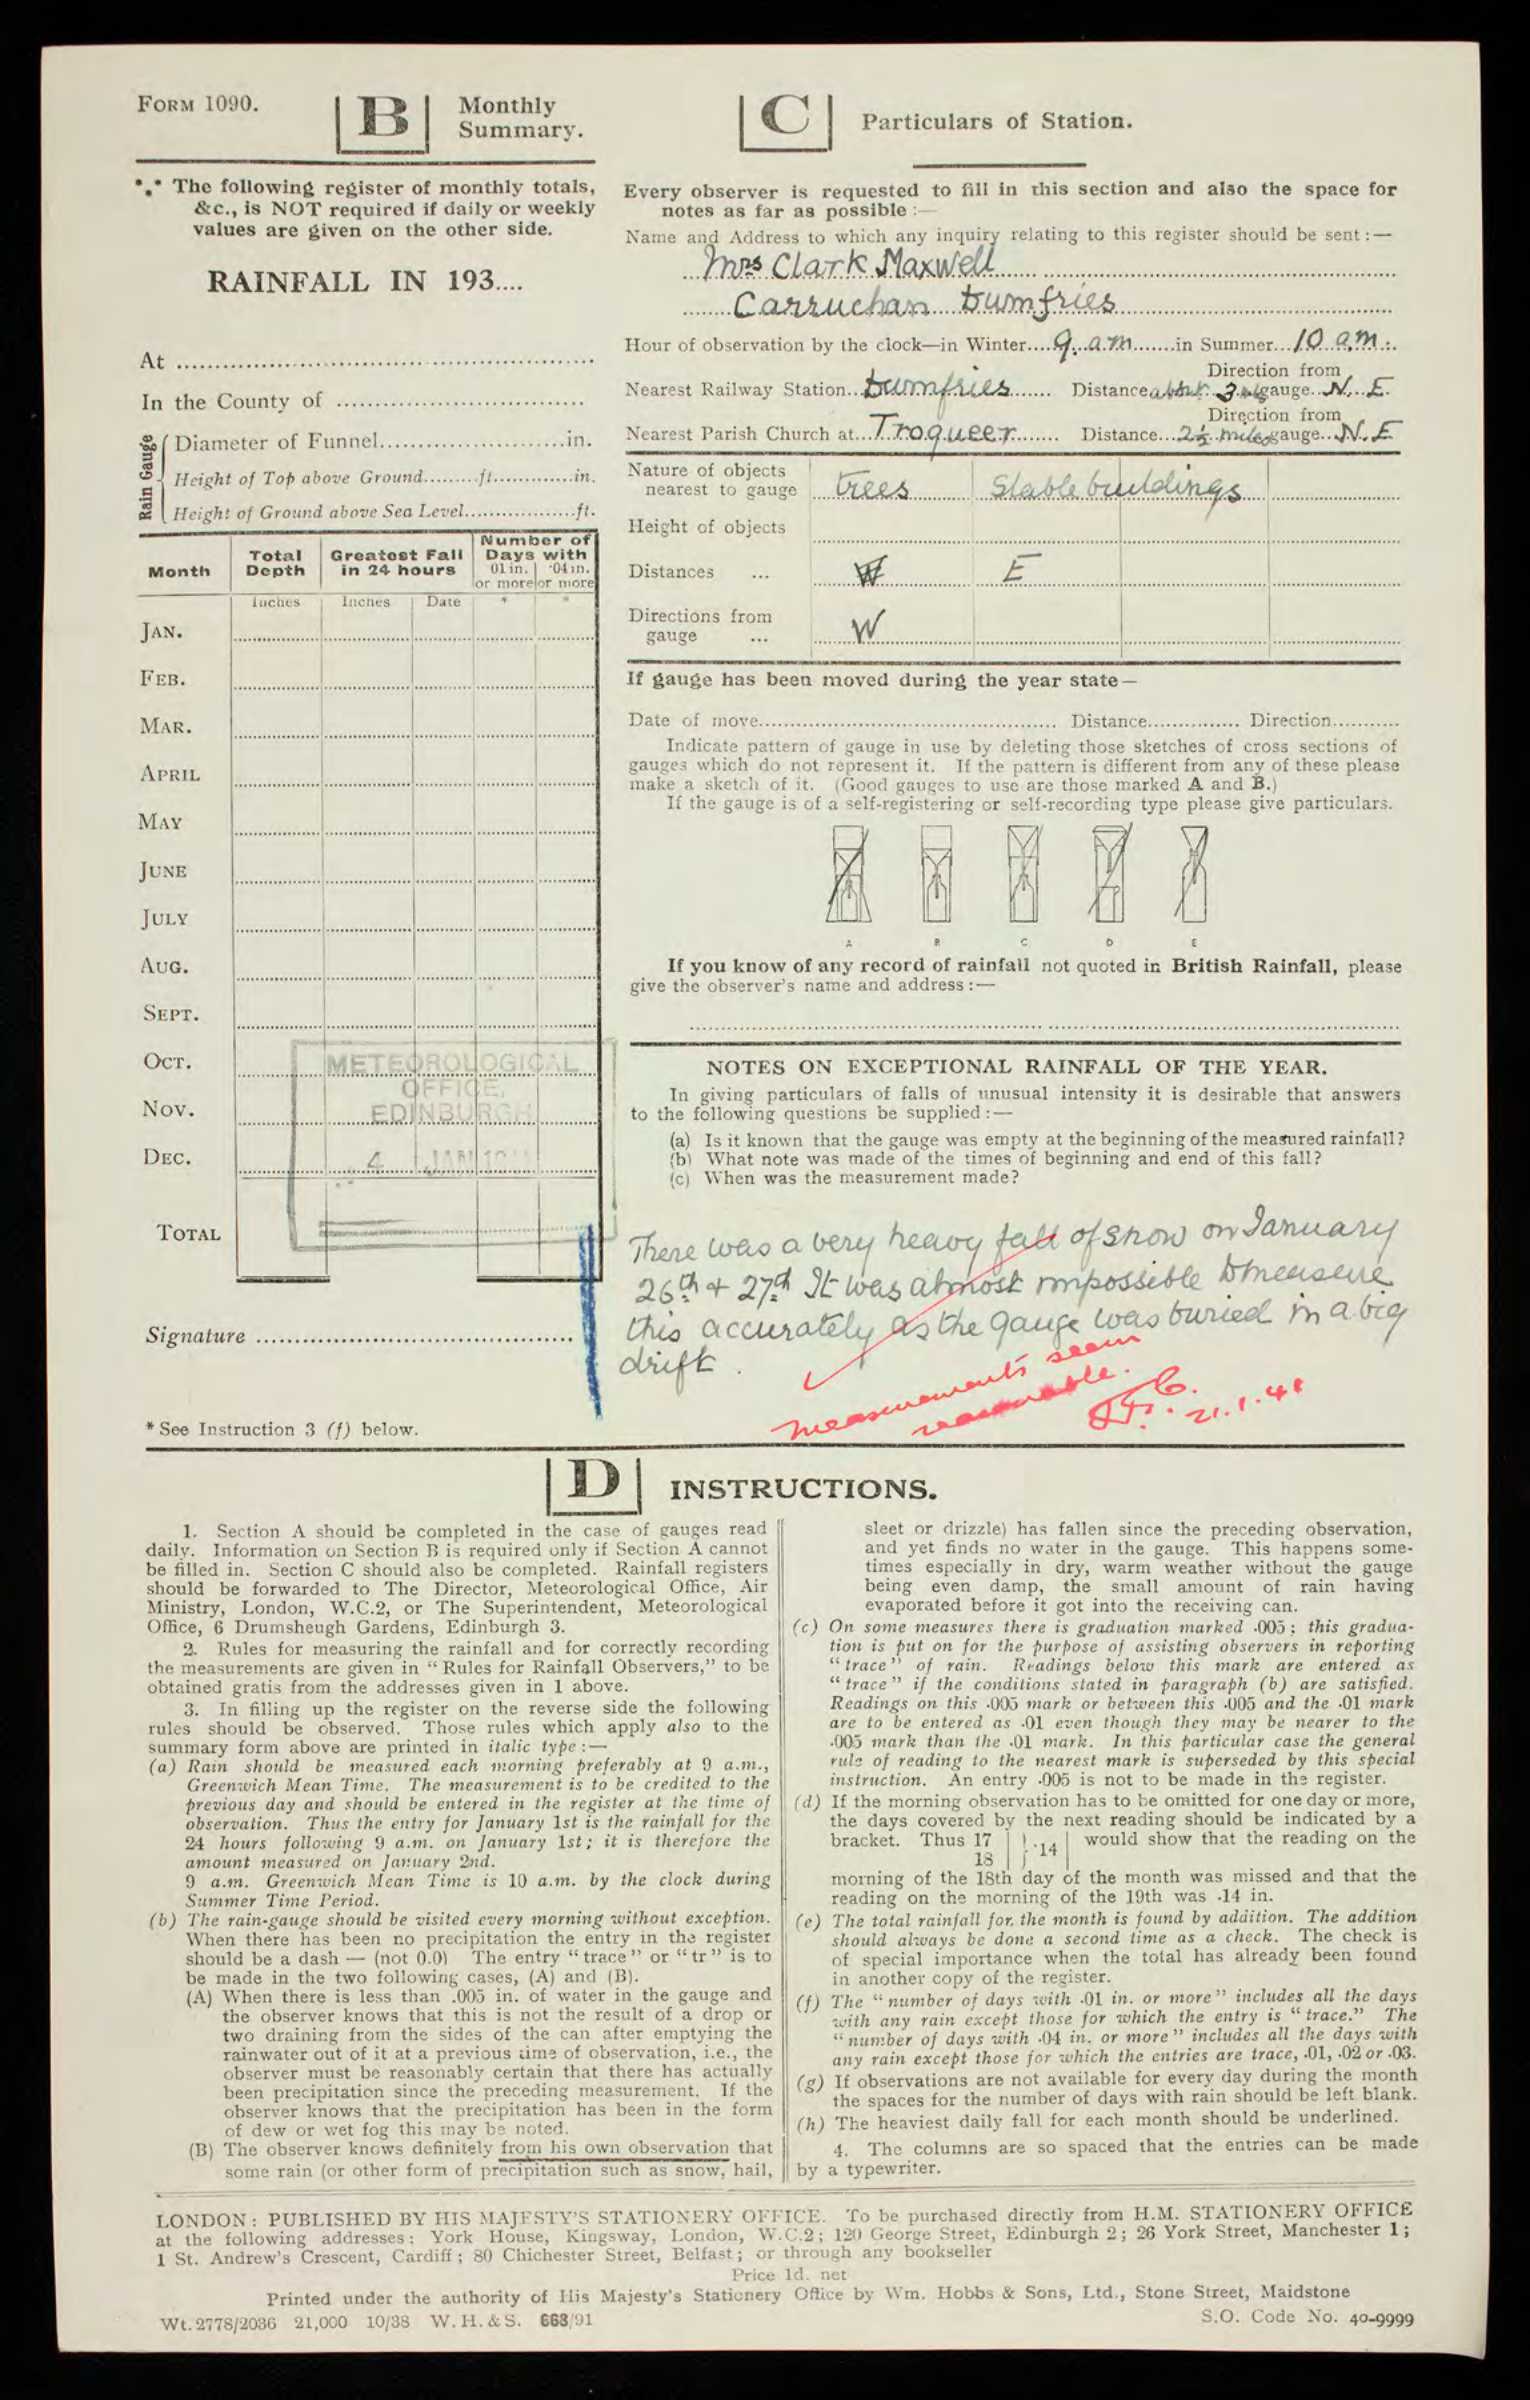 FORM 1090.
B
Monthly
Summary.
*.* The following register of monthly totals,
&c., is NOT required if daily or weekly
values are given on the other side.
RAINFALL IN 193....
At
In the County of
Rain Gauge
Diameter of Funnel in.
Height of Top above Ground ft. in.
Height of Ground above Sea Level ft.
Month Total Depth Greatest Fall in 24 hours Number of Days with
·01 in. or more ·04 in. or more
Inches Inches Date * *
JAN.
FEB.
MAR.
APRIL
MAY
JUNE
JULY
AUG.
SEPT.
OCT.
NOV.
DEC.
TOTAL
METEOROLOGICAL
OFFICE,
EDINBURGH
4 JAN
Signature
* See Instruction 3 (f) below.
C
Particulars of Station.
Every observer is requested to fill in this section and also the space for
notes as far as possible :—
Name and Address to which any inquiry relating to this register should be sent :—
Mrs Clark Maxwell
Carruchan Dumfries
Hour of observation by the clock—in Winter 9. a.m in Summer 10 a.m.
Direction from
Nearest Railway Station Dumfries Distance about 3 mls gauge N. E.
Direction from
Nearest Parish Church at Troqueer Distance 2½ miles gauge N. E
Nature of objects
nearest to gauge trees Stable buildings
Height of objects
Distances ... W E
Directions from
gauge ... W
If gauge has been moved during the year state—
Date of move Distance Direction
Indicate pattern of gauge in use by deleting those sketches of cross sections of
gauges which do not represent it. If the pattern is different from any of these please
make a sketch of it. (Good gauges to use are those marked A and B.)
If the gauge is of a self-registering or self-recording type please give particulars.
A B C D E
If you know of any record of rainfall not quoted in British Rainfall, please
give the observer's name and address :—
NOTES ON EXCEPTIONAL RAINFALL OF THE YEAR.
In giving particulars of falls of unusual intensity it is desirable that answers
to the following questions be supplied :—
(a) Is it known that the gauge was empty at the beginning of the measured rainfall?
(b) What note was made of the times of beginning and end of this fall?
(c) When was the measurement made?
There was a very heavy fall of snow on January
26th + 27th It was almost impossible to measure
this accurately as the gauge was buried in a big
drift.
Measurements seem
reasonable.
21.1.41
D
INSTRUCTIONS.
1. Section A should be completed in the case of gauges read
daily. Information on Section B is required only if Section A cannot
be filled in. Section C should also be completed. Rainfall registers
should be forwarded to The Director, Meteorological Office, Air
Ministry, London, W.C.2, or The Superintendent, Meteorological
Office, 6 Drumsheugh Gardens, Edinburgh 3.
2. Rules for measuring the rainfall and for correctly recording
the measurements are given in “Rules for Rainfall Observers,” to be
obtained gratis from the addresses given in 1 above.
3. In filling up the register on the reverse side the following
rules should be observed. Those rules which apply also to the
summary form above are printed in italic type :—
(a) Rain should be measured each morning preferably at 9 a.m.,
Greenwich Mean Time. The measurement is to be credited to the
previous day and should be entered in the register at the time of
observation. Thus the entry for January 1st is the rainfall for the
24 hours following 9 a.m. on January 1st; it is therefore the
amount measured on January 2nd.
9 a.m. Greenwich Mean Time is 10 a.m. by the clock during
Summer Time Period.
(b) The rain-gauge should be visited every morning without exception.
When there has been no precipitation the entry in the register
should be a dash — (not 0.0) The entry “trace” or “tr” is to
be made in the two following cases, (A) and (B).
(A) When there is less than .005 in. of water in the gauge and
the observer knows that this is not the result of a drop or
two draining from the sides of the can after emptying the
rainwater out of it at a previous time of observation, i.e., the
observer must be reasonably certain that there has actually
been precipitation since the preceding measurement. If the
observer knows that the precipitation has been in the form
of dew or wet fog this may be noted.
(B) The observer knows definitely from his own observation that
some rain (or other form of precipitation such as snow, hail,
sleet or drizzle) has fallen since the preceding observation,
and yet finds no water in the gauge. This happens some-
times especially in dry, warm weather without the gauge
being even damp, the small amount of rain having
evaporated before it got into the receiving can.
(c) On some measures there is graduation marked .005; this gradua-
tion is put on for the purpose of assisting observers in reporting
“trace” of rain. Readings below this mark are entered as
“trace” if the conditions stated in paragraph (b) are satisfied.
Readings on this .005 mark or between this .005 and the .01 mark
are to be entered as .01 even though they may be nearer to the
.005 mark than the .01 mark. In this particular case the general
rule of reading to the nearest mark is superseded by this special
instruction. An entry .005 is not to be made in the register.
(d) If the morning observation has to be omitted for one day or more,
the days covered by the next reading should be indicated by a
bracket. Thus 17 } .14 would show that the reading on the
18
morning of the 18th day of the month was missed and that the
reading on the morning of the 19th was .14 in.
(e) The total rainfall for the month is found by addition. The addition
should always be done a second time as a check. The check is
of special importance when the total has already been found
in another copy of the register.
(f) The “number of days with .01 in. or more” includes all the days
with any rain except those for which the entry is “trace.” The
“number of days with .04 in. or more” includes all the days with
any rain except those for which the entries are trace, .01, .02 or .03.
(g) If observations are not available for every day during the month
the spaces for the number of days with rain should be left blank.
(h) The heaviest daily fall for each month should be underlined.
4. The columns are so spaced that the entries can be made
by a typewriter.
LONDON: PUBLISHED BY HIS MAJESTY'S STATIONERY OFFICE. To be purchased directly from H.M. STATIONERY OFFICE
at the following addresses: York House, Kingsway, London, W.C.2; 120 George Street, Edinburgh 2; 26 York Street, Manchester 1;
1 St. Andrew's Crescent, Cardiff; 80 Chichester Street, Belfast; or through any bookseller
Price 1d. net
Printed under the authority of His Majesty's Stationery Office by Wm. Hobbs & Sons, Ltd., Stone Street, Maidstone
Wt. 2778/2036 21,000 10/38 W. H. & S. 668/91
S.O. Code No. 40-9999